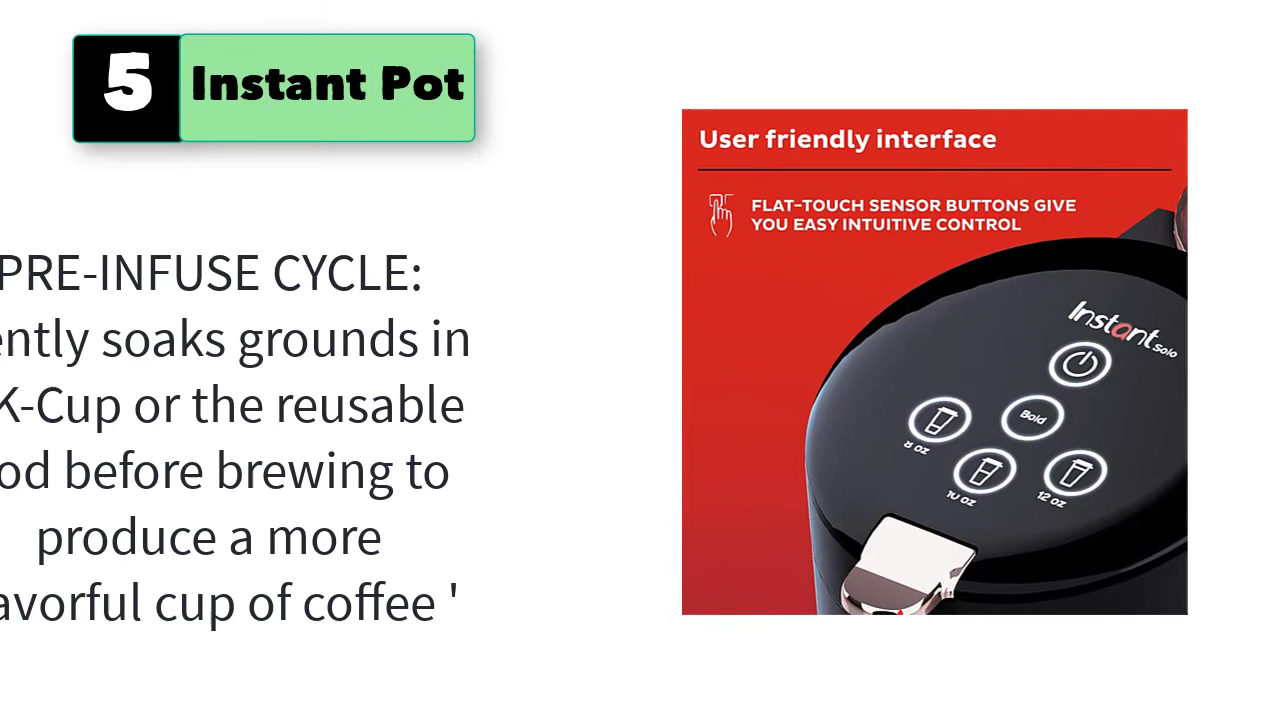 5 Instant Pot
PRE-INFUSE CYCLE:
ently soaks grounds in
K-Cup or the reusable
od before brewing to
produce a more
avorful cup of coffee '
User friendly interface
FLAT-TOUCH SENSOR BUTTONS GIVE
YOU EASY INTUITIVE CONTROL
Instant Solo
Bold
8 OZ
10 OZ
12 OZ